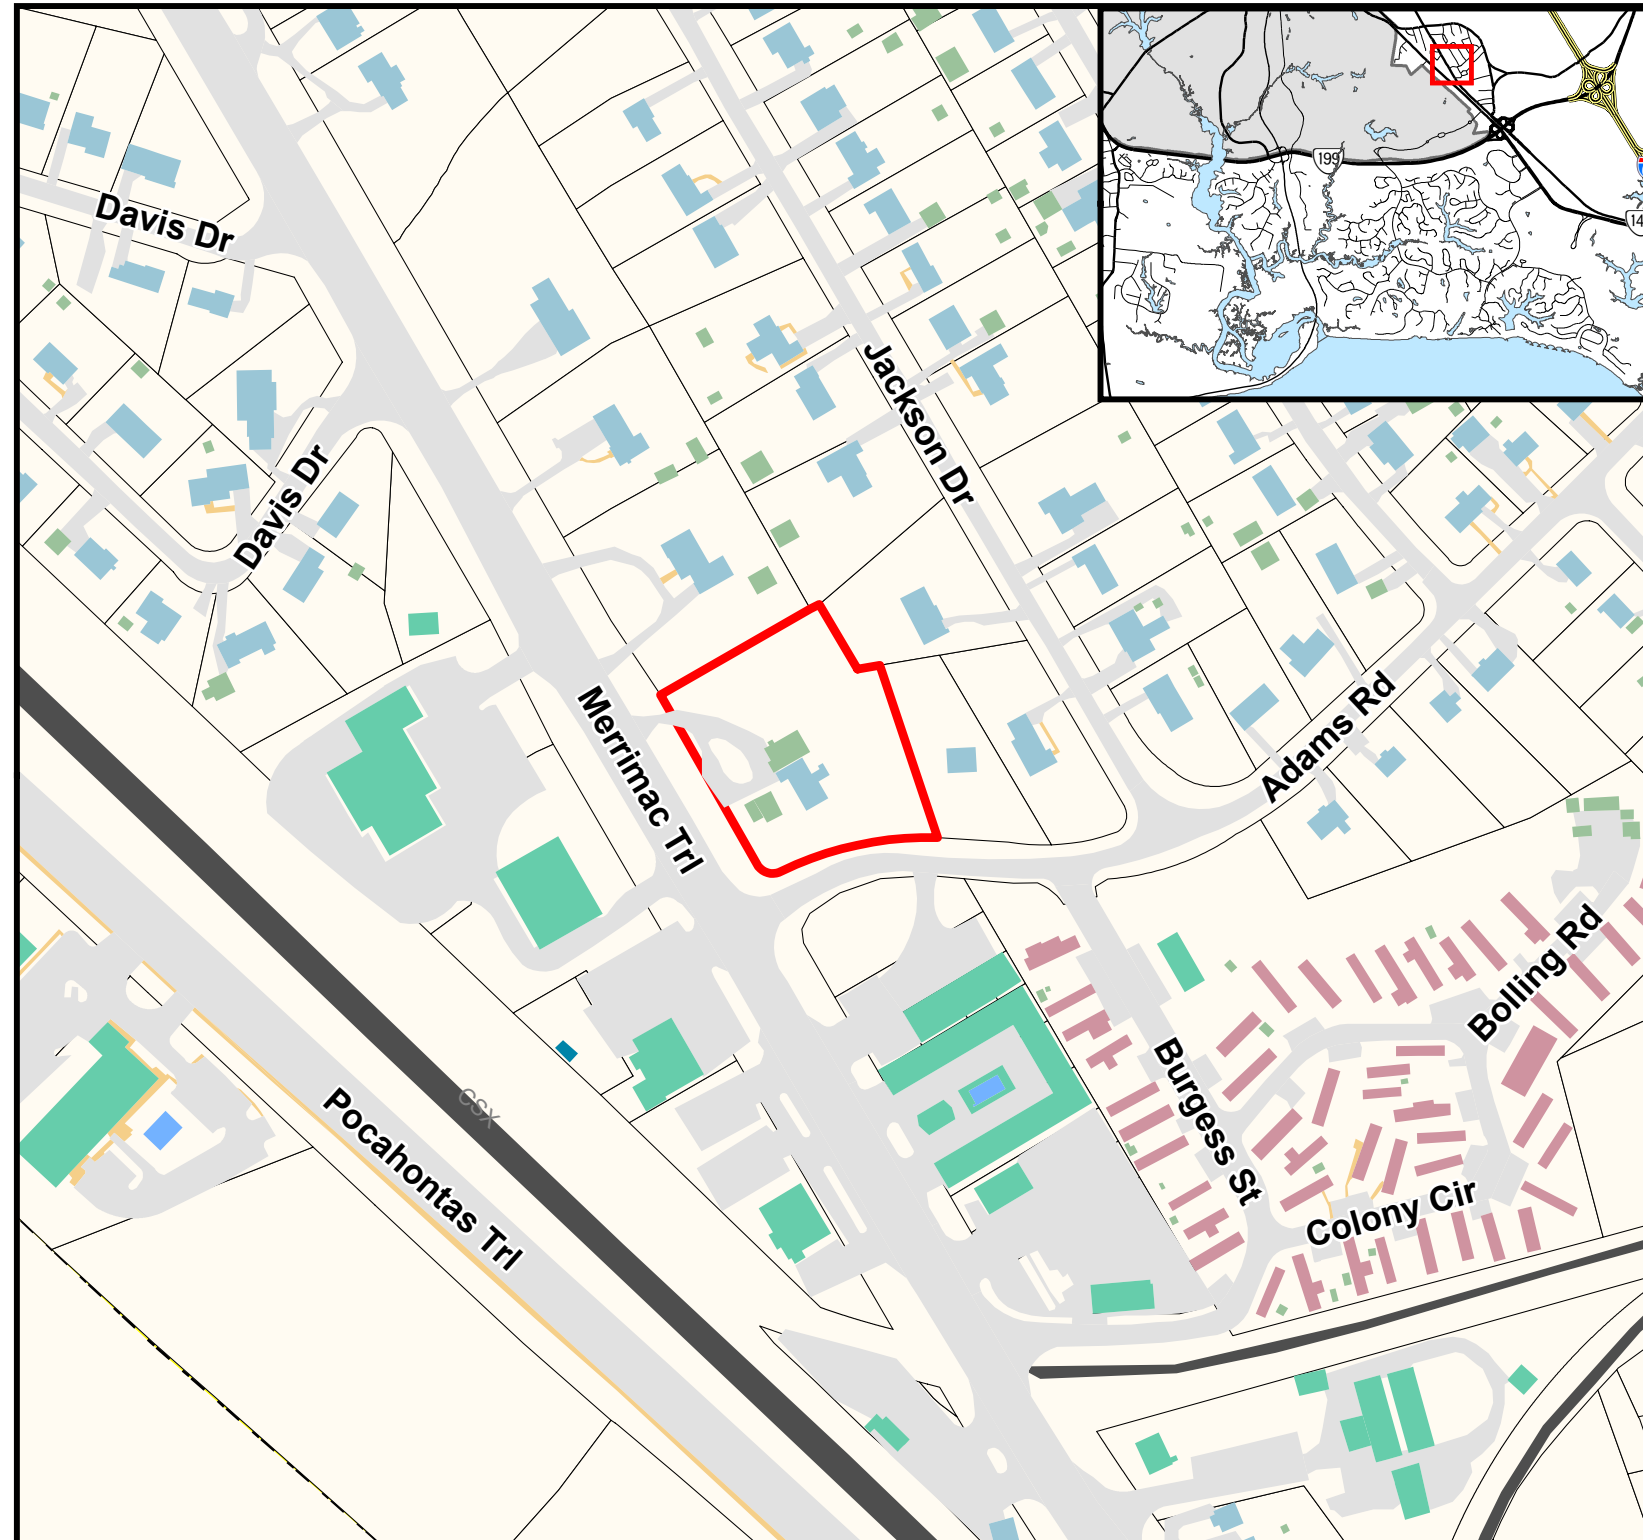 199
14
Davis Dr
Jackson Dr
Davis Dr
Merrimac Trl
Adams Rd
Bolling Rd
Burgess St
CSX
Pocahontas Trl
Colony Cir